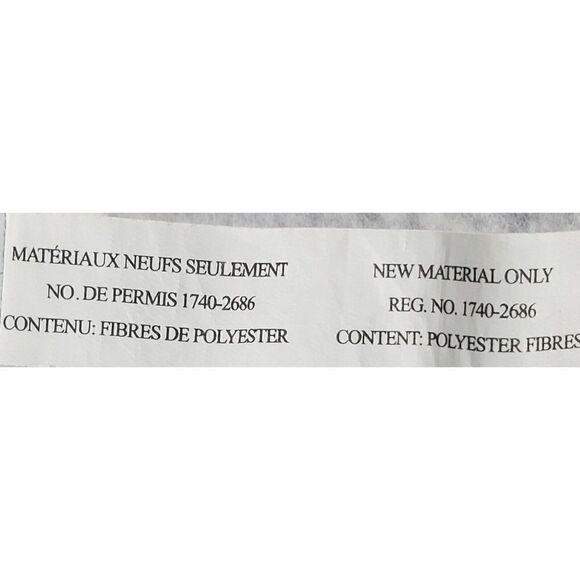 MATÉRIAUX NEUFS SEULEMENT
NO. DE PERMIS 1740-2686
CONTENU: FIBRES DE POLYESTER
NEW MATERIAL ONLY
REG. NO. 1740-2686
CONTENT: POLYESTER FIBRES